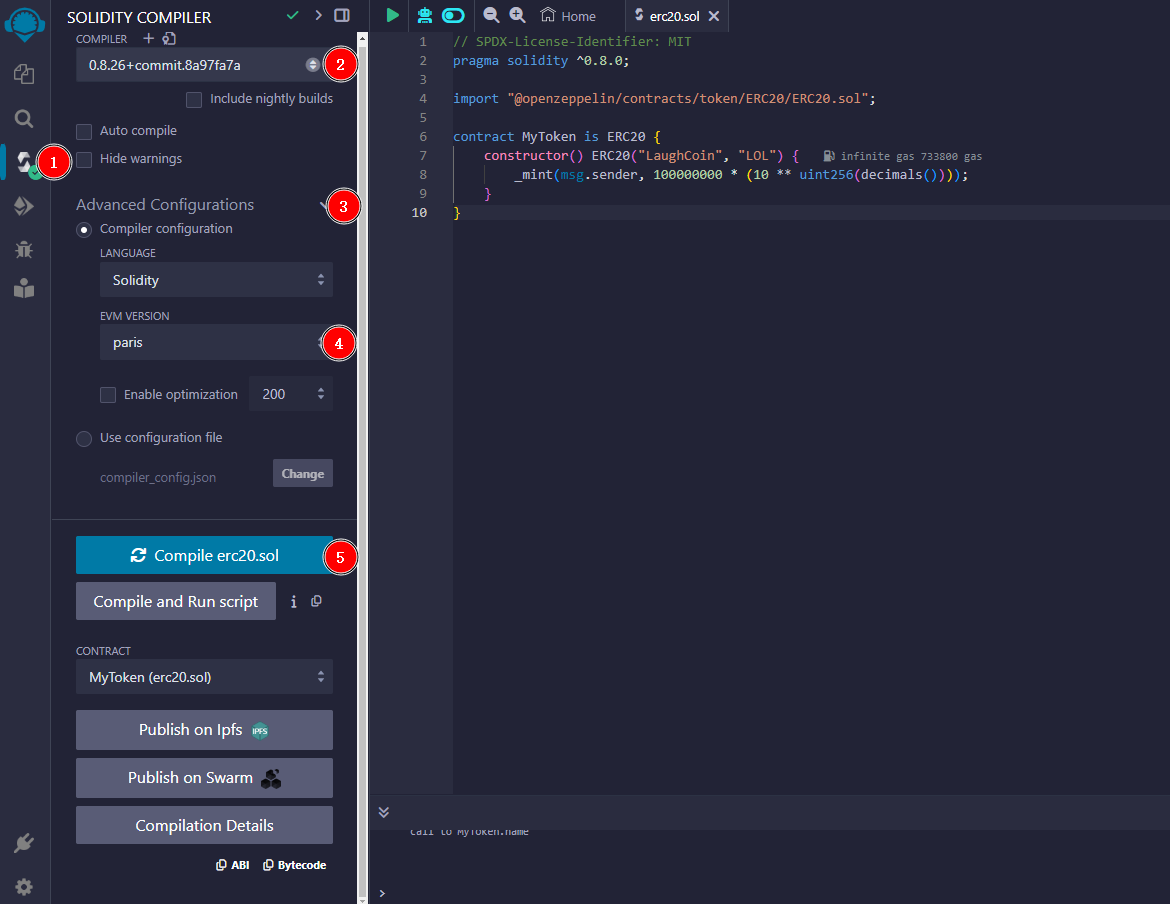 SOLIDITY COMPILER
COMPILER
0.8.26+commit.8a97fa7a
2
Include nightly builds
Auto compile
1
Hide warnings
Advanced Configurations
3
Compiler configuration
LANGUAGE
Solidity
EVM VERSION
paris
4
Enable optimization
200
Use configuration file
compiler_config.json
Change
Compile erc20.sol
5
Compile and Run script
i
CONTRACT
MyToken (erc20.sol)
Publish on Ipfs
IPFS
Publish on Swarm
Compilation Details
ABI
Bytecode
Home
erc20.sol
1 // SPDX-License-Identifier: MIT
2 pragma solidity ^0.8.0;
3
4 import "@openzeppelin/contracts/token/ERC20/ERC20.sol";
5
6 contract MyToken is ERC20 {
7 constructor() ERC20("LaughCoin", "LOL") { infinite gas 733800 gas
8 _mint(msg.sender, 100000000 * (10 ** uint256(decimals())));
9 }
10 }
call to MyToken.name
>